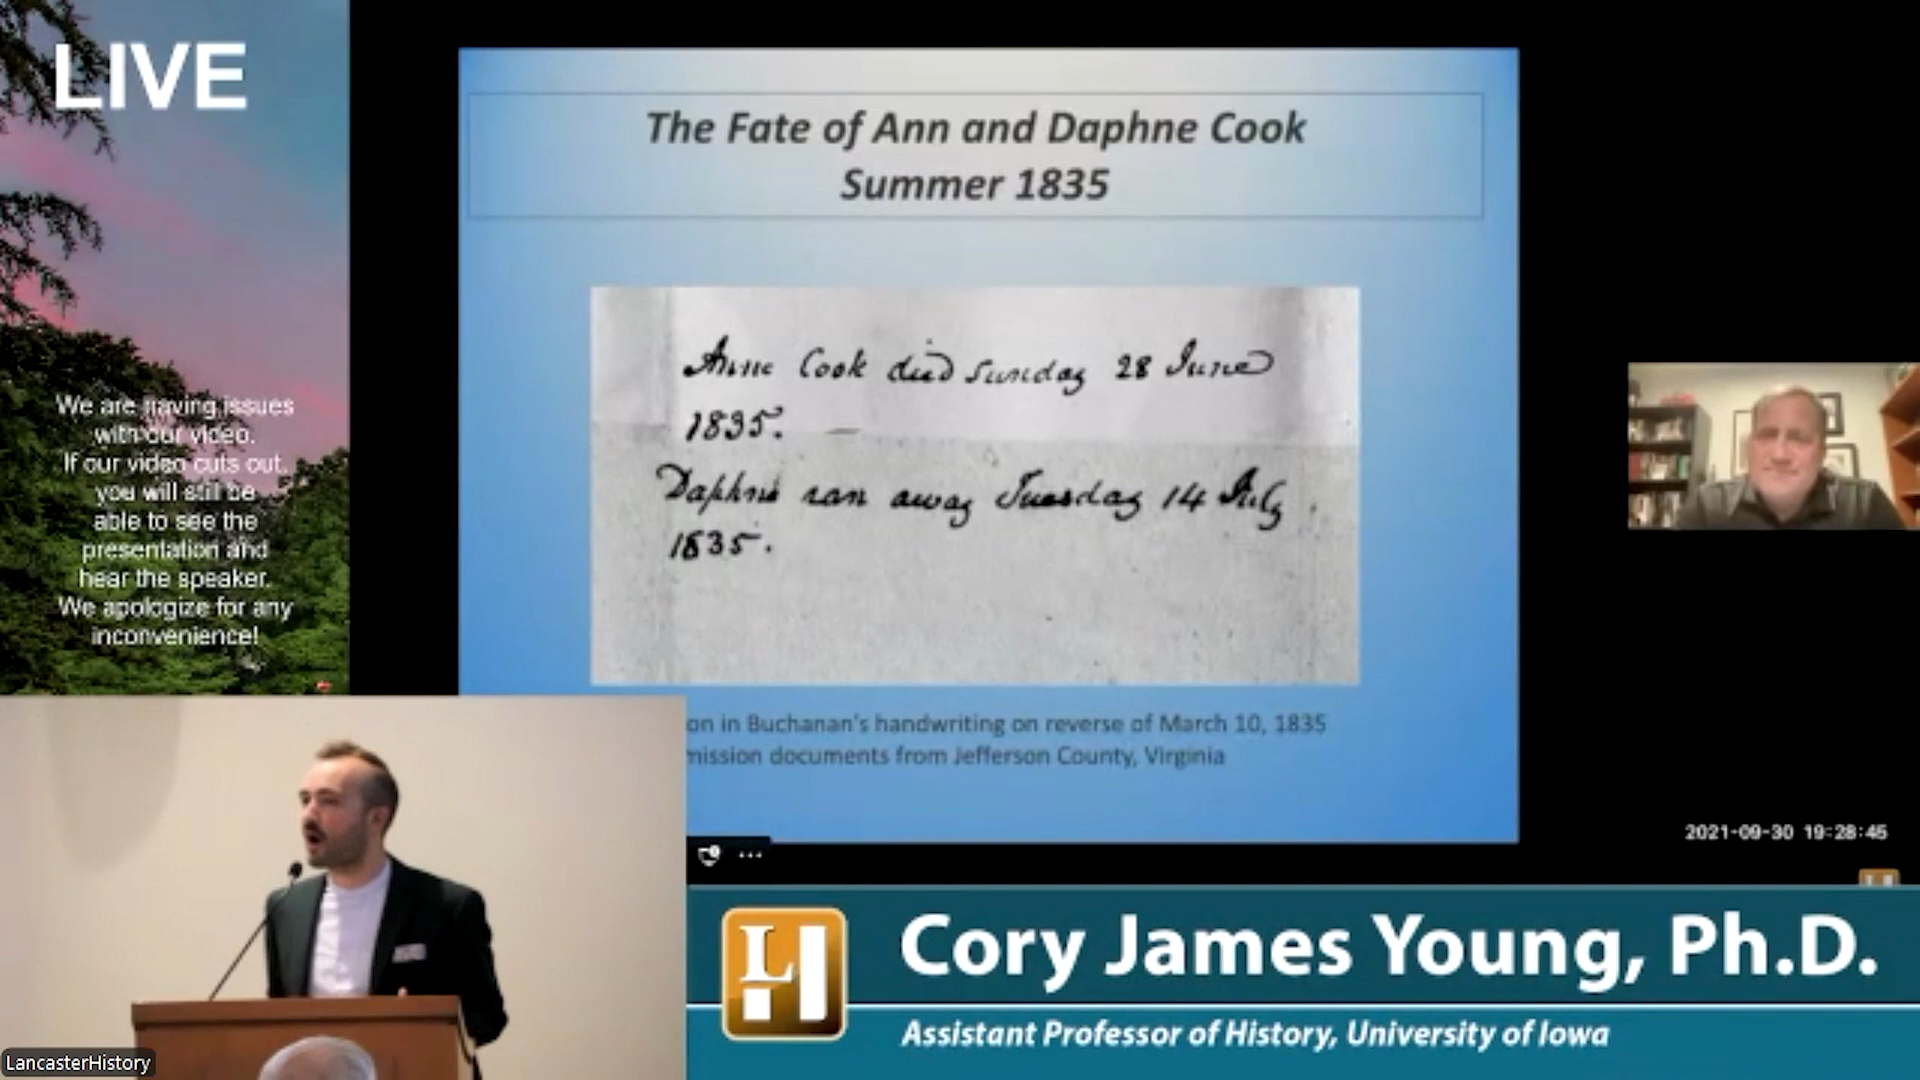 LIVE
We are having issues
with our video.
If our video cuts out,
you will still be
able to see the
presentation and
hear the speaker.
We apologize for any
inconvenience!
The Fate of Ann and Daphne Cook
Summer 1835
Anne Cook died Sunday 28 June
1835. —
Daphne ran away Tuesday 14 July
1835.
on in Buchanan's handwriting on reverse of March 10, 1835
mission documents from Jefferson County, Virginia
2021-09-30 19:28:45
LH
Cory James Young, Ph.D.
Assistant Professor of History, University of Iowa
LancasterHistory